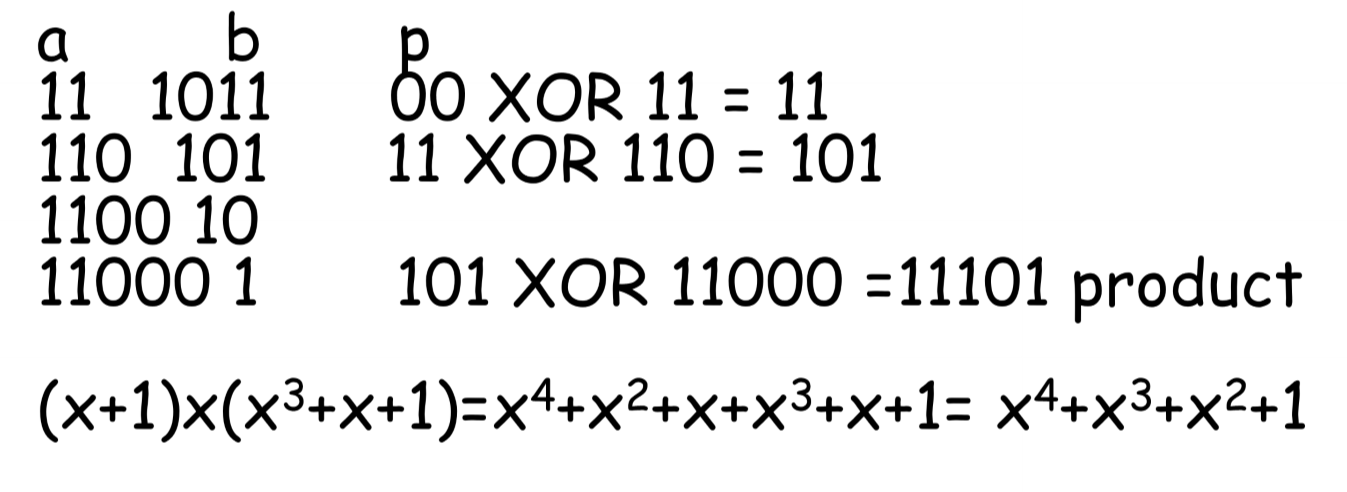 a b p
11 1011 00 XOR 11 = 11
110 101 11 XOR 110 = 101
1100 10
11000 1 101 XOR 11000 =11101 product
(x+1)x(x³+x+1)=x⁴+x²+x+x³+x+1= x⁴+x³+x²+1